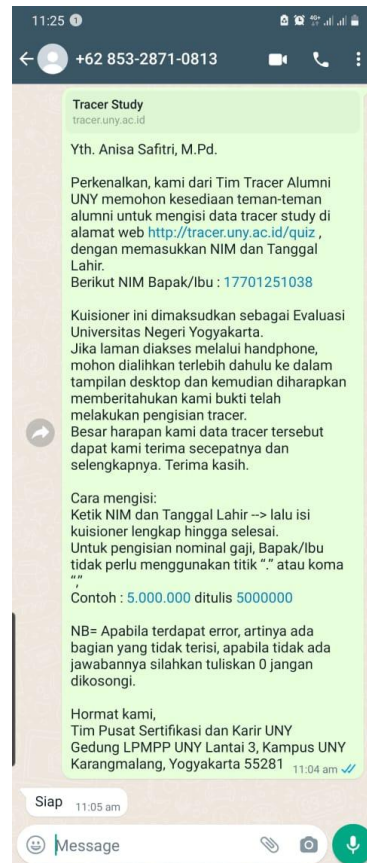 11:25
+62 853-2871-0813
Tracer Study
tracer.uny.ac.id
Yth. Anisa Safitri, M.Pd.
Perkenalkan, kami dari Tim Tracer Alumni
UNY memohon kesediaan teman-teman
alumni untuk mengisi data tracer study di
alamat web http://tracer.uny.ac.id/quiz ,
dengan memasukkan NIM dan Tanggal
Lahir.
Berikut NIM Bapak/Ibu : 17701251038
Kuisioner ini dimaksudkan sebagai Evaluasi
Universitas Negeri Yogyakarta.
Jika laman diakses melalui handphone,
mohon dialihkan terlebih dahulu ke dalam
tampilan desktop dan kemudian diharapkan
memberitahukan kami bukti telah
melakukan pengisian tracer.
Besar harapan kami data tracer tersebut
dapat kami terima secepatnya dan
selengkapnya. Terima kasih.
Cara mengisi:
Ketik NIM dan Tanggal Lahir --> lalu isi
kuisioner lengkap hingga selesai.
Untuk pengisian nominal gaji, Bapak/Ibu
tidak perlu menggunakan titik “.” atau koma
“,”
Contoh : 5.000.000 ditulis 5000000
NB= Apabila terdapat error, artinya ada
bagian yang tidak terisi, apabila tidak ada
jawabannya silahkan tuliskan 0 jangan
dikosongi.
Hormat kami,
Tim Pusat Sertifikasi dan Karir UNY
Gedung LPMPP UNY Lantai 3, Kampus UNY
Karangmalang, Yogyakarta 55281 11:04 am
Siap 11:05 am
Message